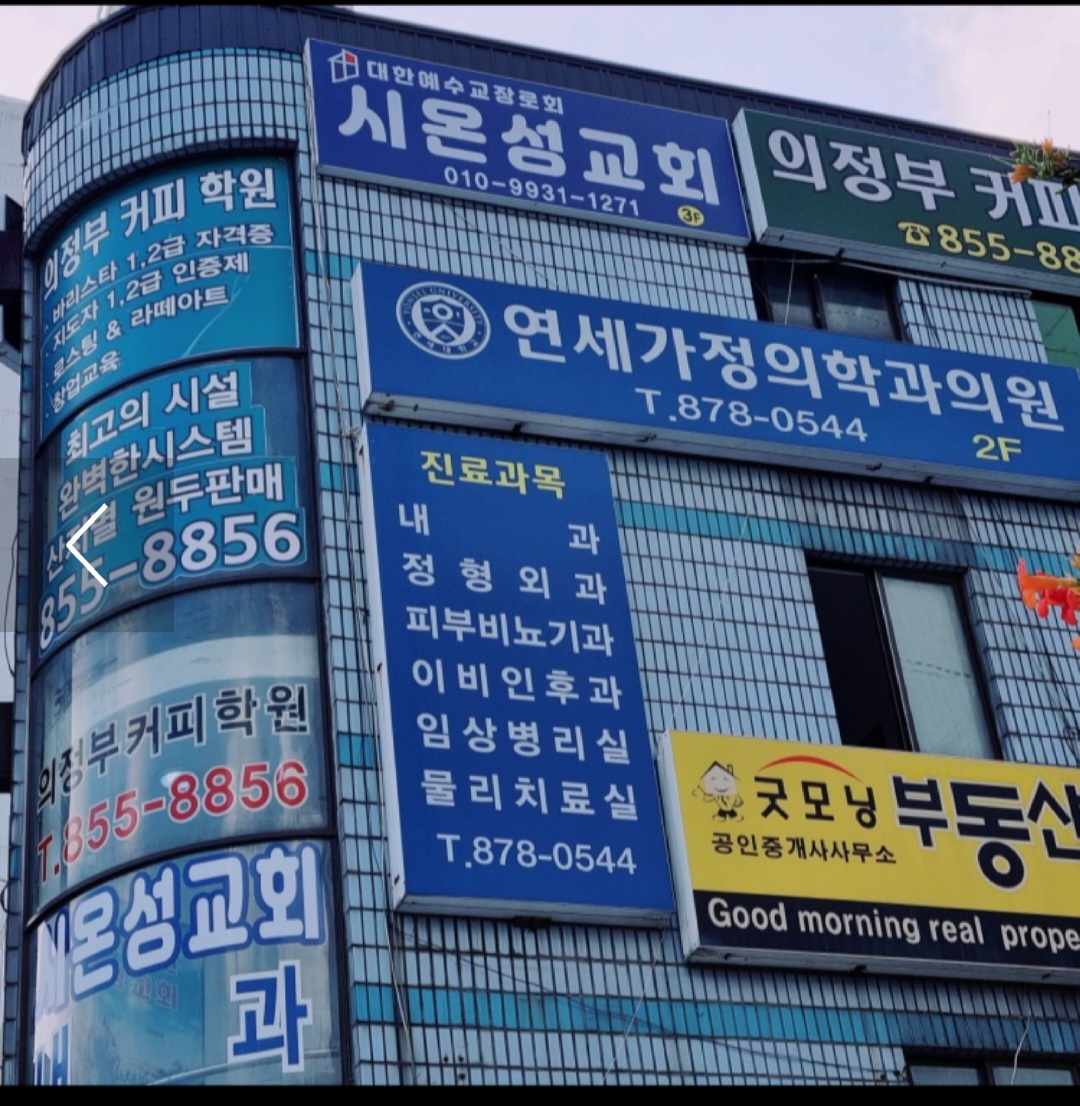 대한예수교장로회
시온성교회
010-9931-1271
3F
의정부 커피
☎855-88
의정부 커피 학원
· 바리스타 1,2급 자격증
· 지도자 1,2급 인증제
· 로스팅 & 라떼아트
· 창업교육
최고의 시설
완벽한시스템
원두판매
855-8856
의정부커피학원
T.855-8856
시온성교회
과
YONSEI UNIVERSITY
연세대학교
연세가정의학과의원
T.878-0544
2F
진료과목
내 과
정형외과
피부비뇨기과
이비인후과
임상병리실
물리치료실
T.878-0544
굿모닝 부동산
공인중개사사무소
Good morning real prope